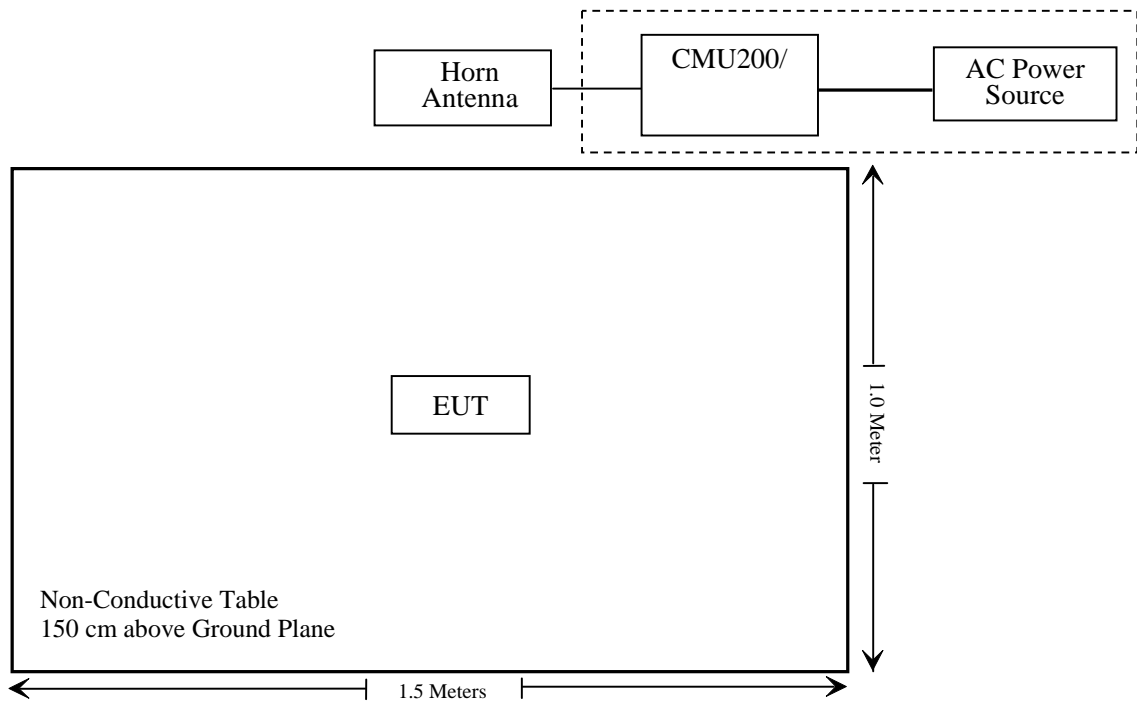 Horn
Antenna
CMU200/
AC Power
Source
EUT
1.0 Meter
Non-Conductive Table
150 cm above Ground Plane
1.5 Meters